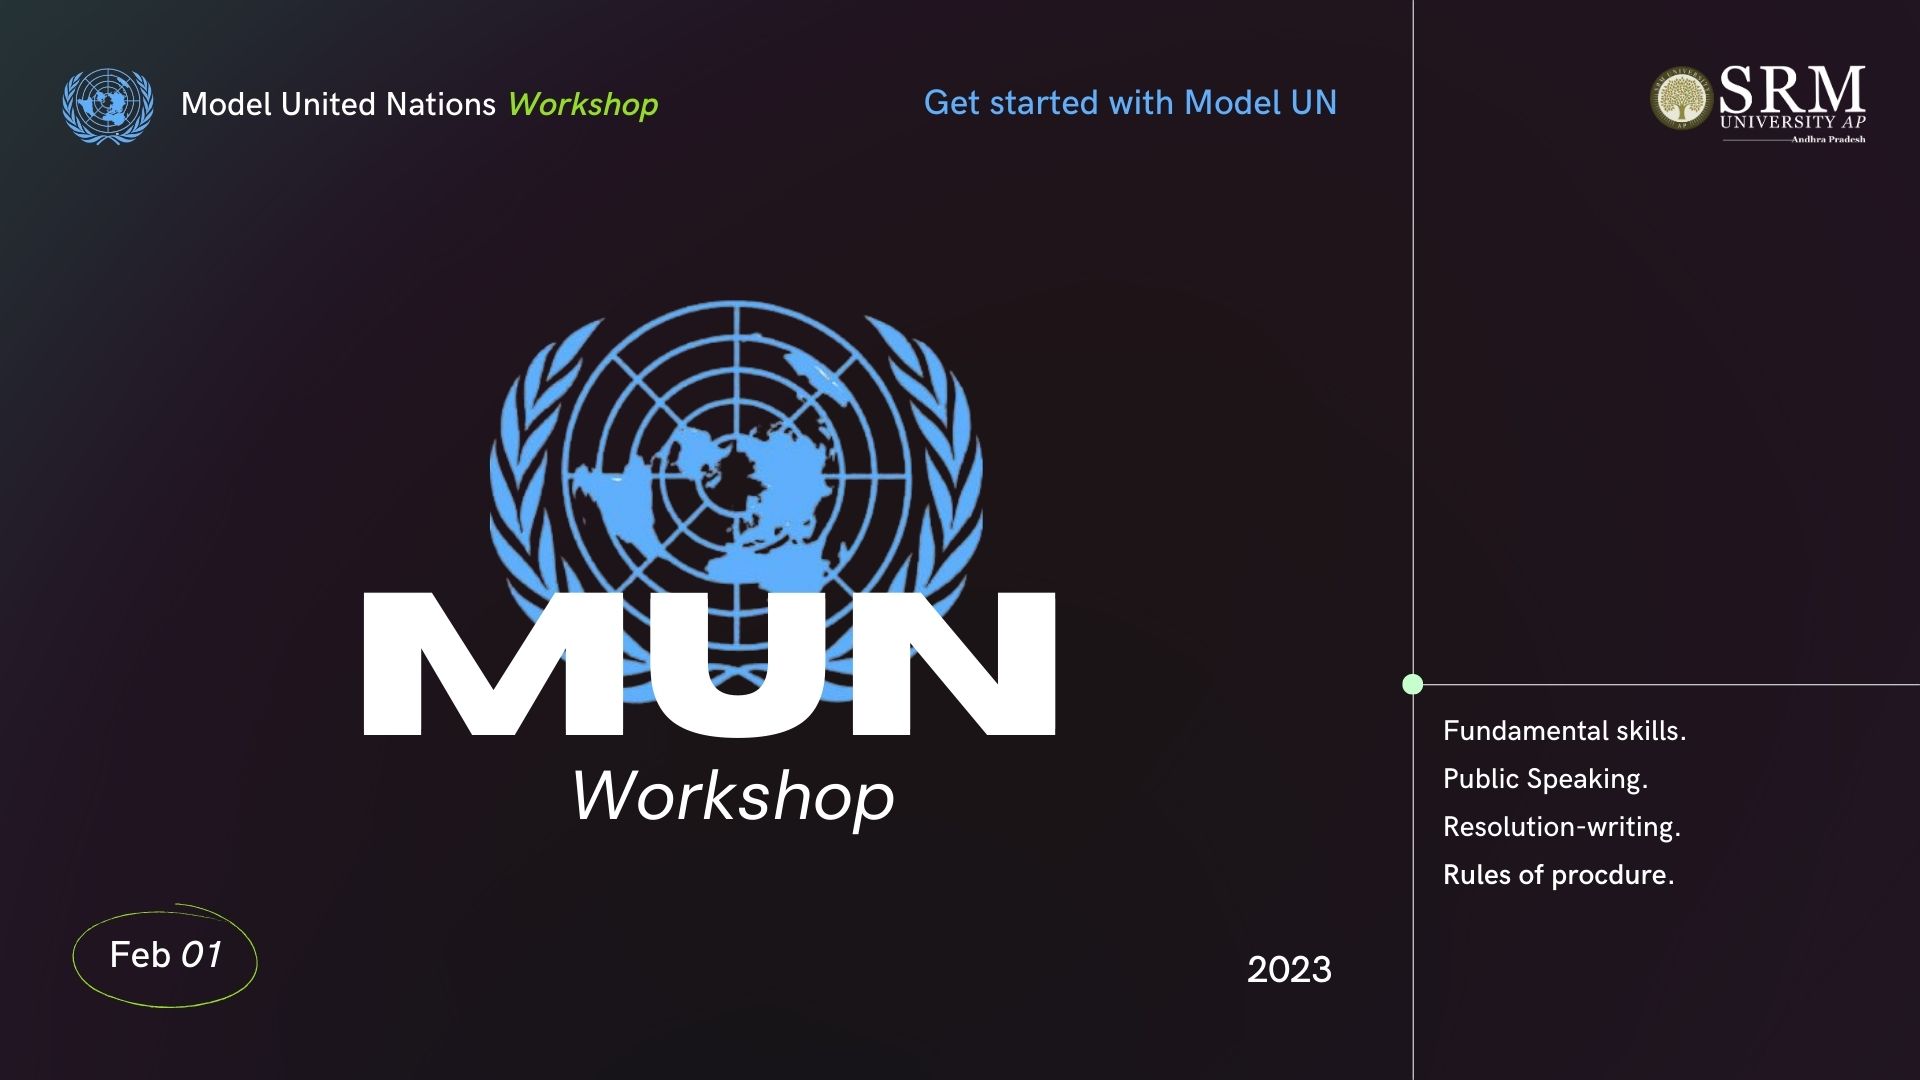 Model United Nations Workshop
Get started with Model UN
SRM
UNIVERSITY AP
Andhra Pradesh
MUN
Workshop
Fundamental skills.
Public Speaking.
Resolution-writing.
Rules of procdure.
Feb 01
2023